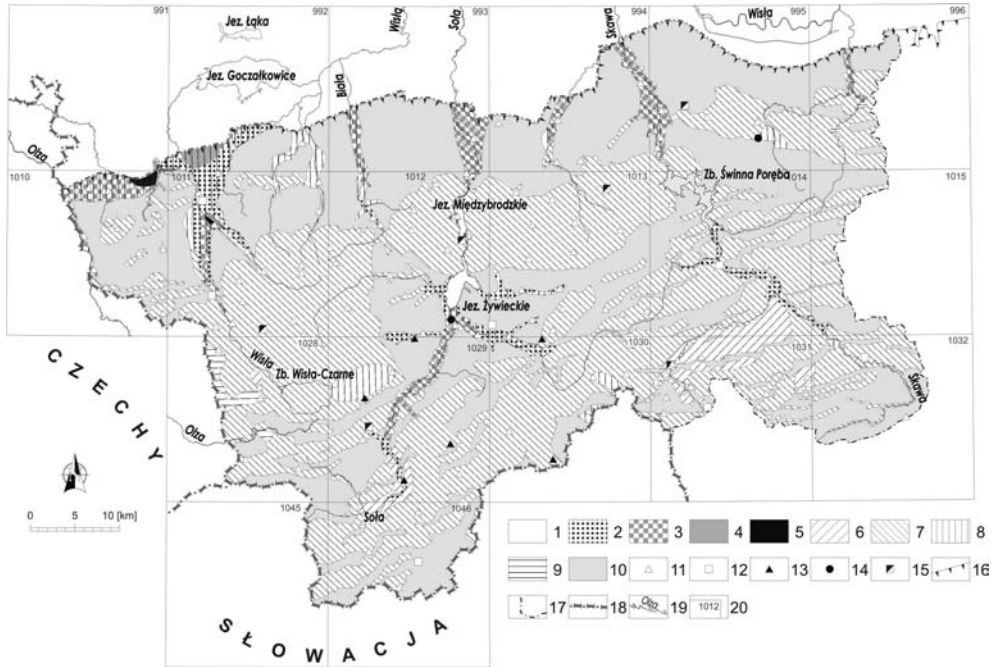 991
992
993
994
995
996
Jez. Łąka
Wisła
Soła
Skawa
Wisła
Jez. Goczałkowice
Biała
Olza
1010
1011
1012
1013
1014
1015
Zb. Świnna Poręba
Jez. Międzybrodzkie
Jez. Żywieckie
1028
1029
1030
1031
1032
Wisła
Zb. Wisła-Czarne
Skawa
Olza
CZECHY
1045
1046
Soła
0 5 10 [km]
SŁOWACJA
1 2 3 4 5 6 7 8
9 10 11 12 13 14 15 16
17 18 Olza 19 1012 20